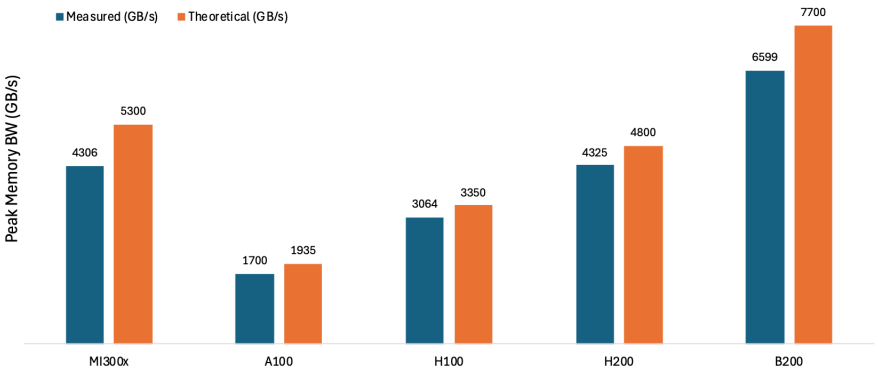 Measured (GB/s) Theoretical (GB/s)
Peak Memory BW (GB/s)
4306 5300
1700 1935
3064 3350
4325 4800
6599 7700
MI300x A100 H100 H200 B200